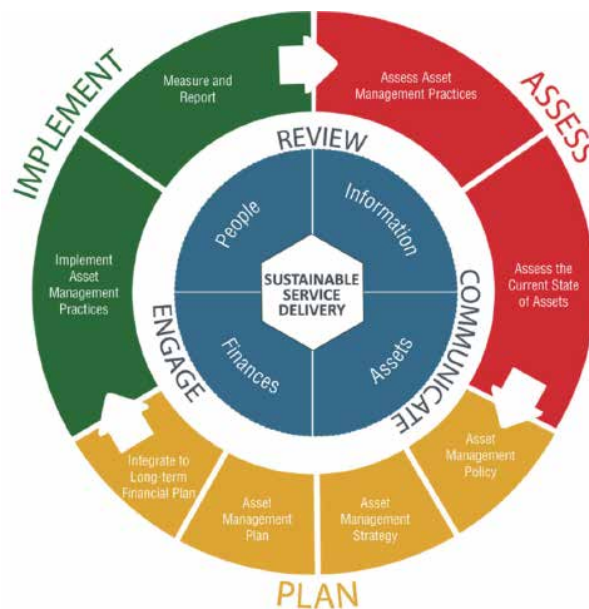 IMPLEMENT
Measure and
Report
Implement
Asset
Management
Practices
ASSESS
Assess Asset
Management Practices
Assess the
Current State
of Assets
REVIEW
COMMUNICATE
ENGAGE
People
Information
Finances
Assets
SUSTAINABLE
SERVICE
DELIVERY
Asset
Management
Policy
Asset
Management
Strategy
Asset
Management
Plan
Integrate to
Long-term
Financial Plan
PLAN